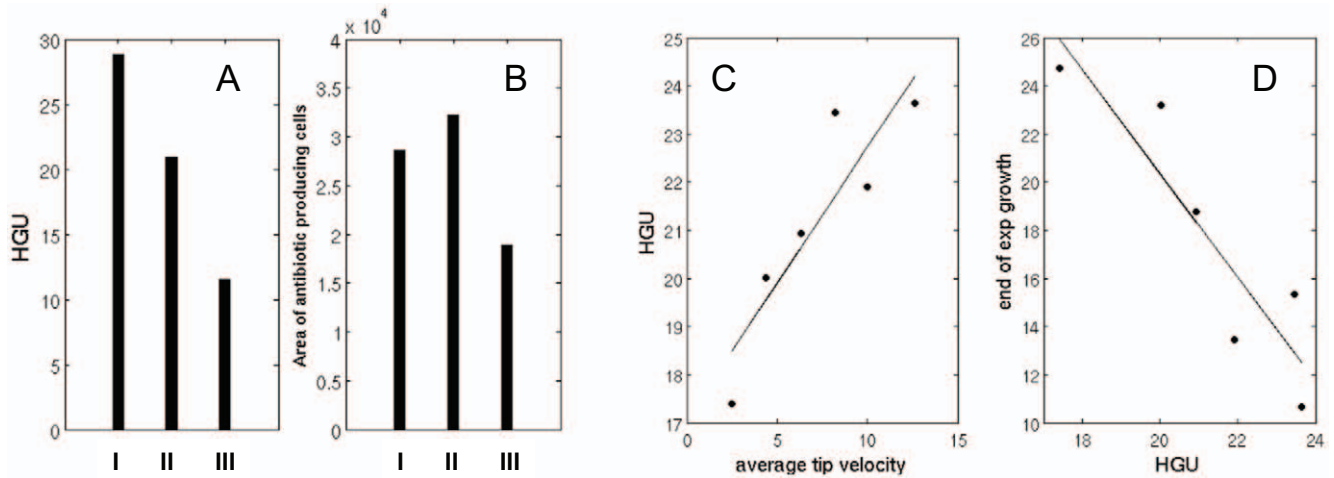 A
HGU
30
25
20
15
10
5
0
I II III
B
x 10^4
Area of antibiotic producing cells
4
3.5
3
2.5
2
1.5
1
0.5
0
I II III
C
HGU
25
24
23
22
21
20
19
18
17
0 5 10 15
average tip velocity
D
end of exp growth
26
24
22
20
18
16
14
12
10
18 20 22 24
HGU